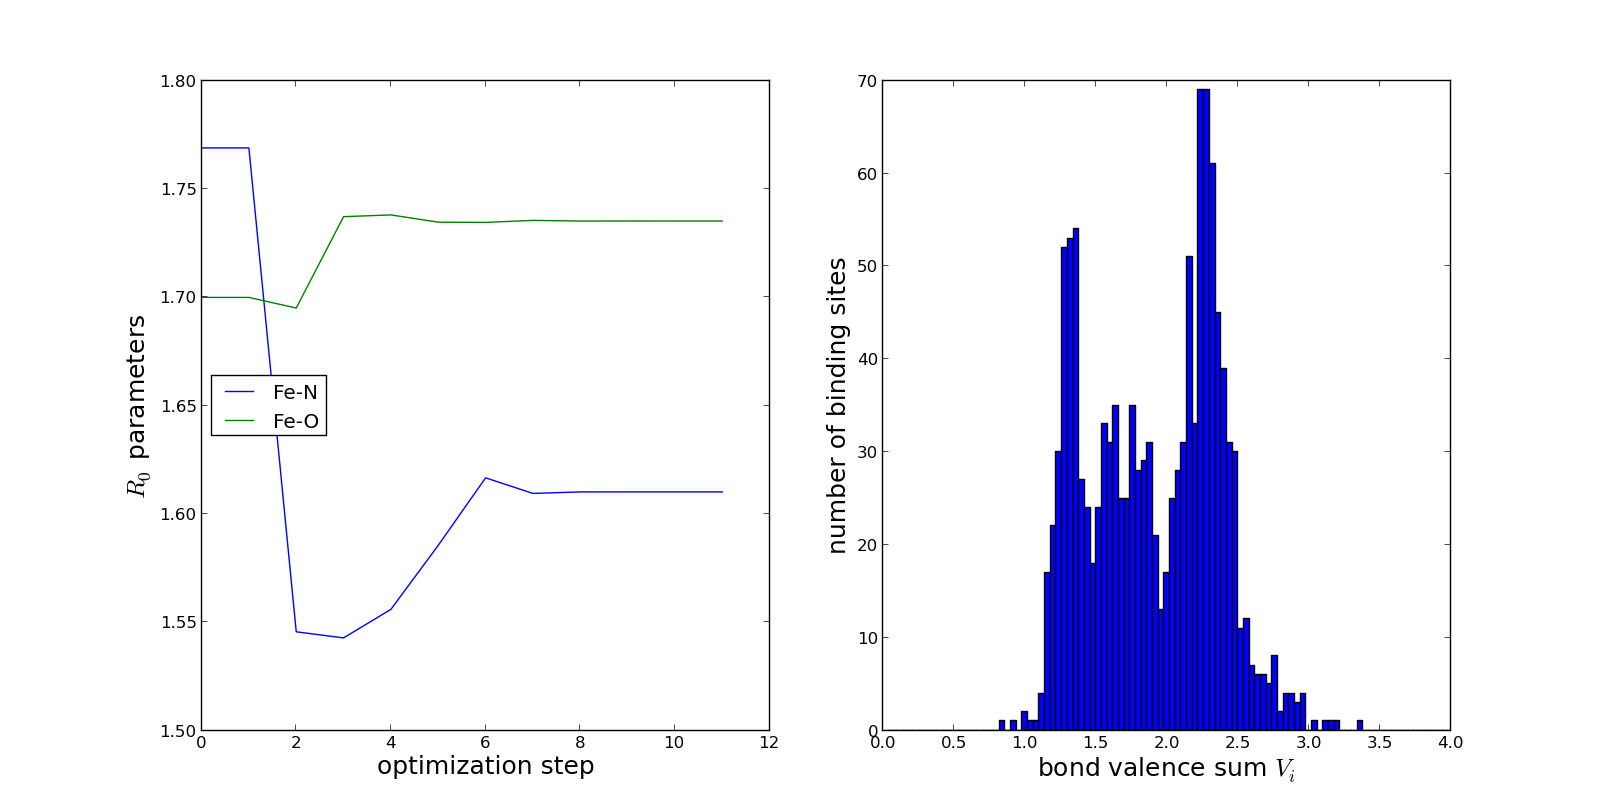 1.80
1.75
1.70
1.65
1.60
1.55
1.50
R₀ parameters
Fe-N
Fe-O
0 2 4 6 8 10 12
optimization step
70
60
50
40
30
20
10
0
number of binding sites
0.0 0.5 1.0 1.5 2.0 2.5 3.0 3.5 4.0
bond valence sum Vᵢ